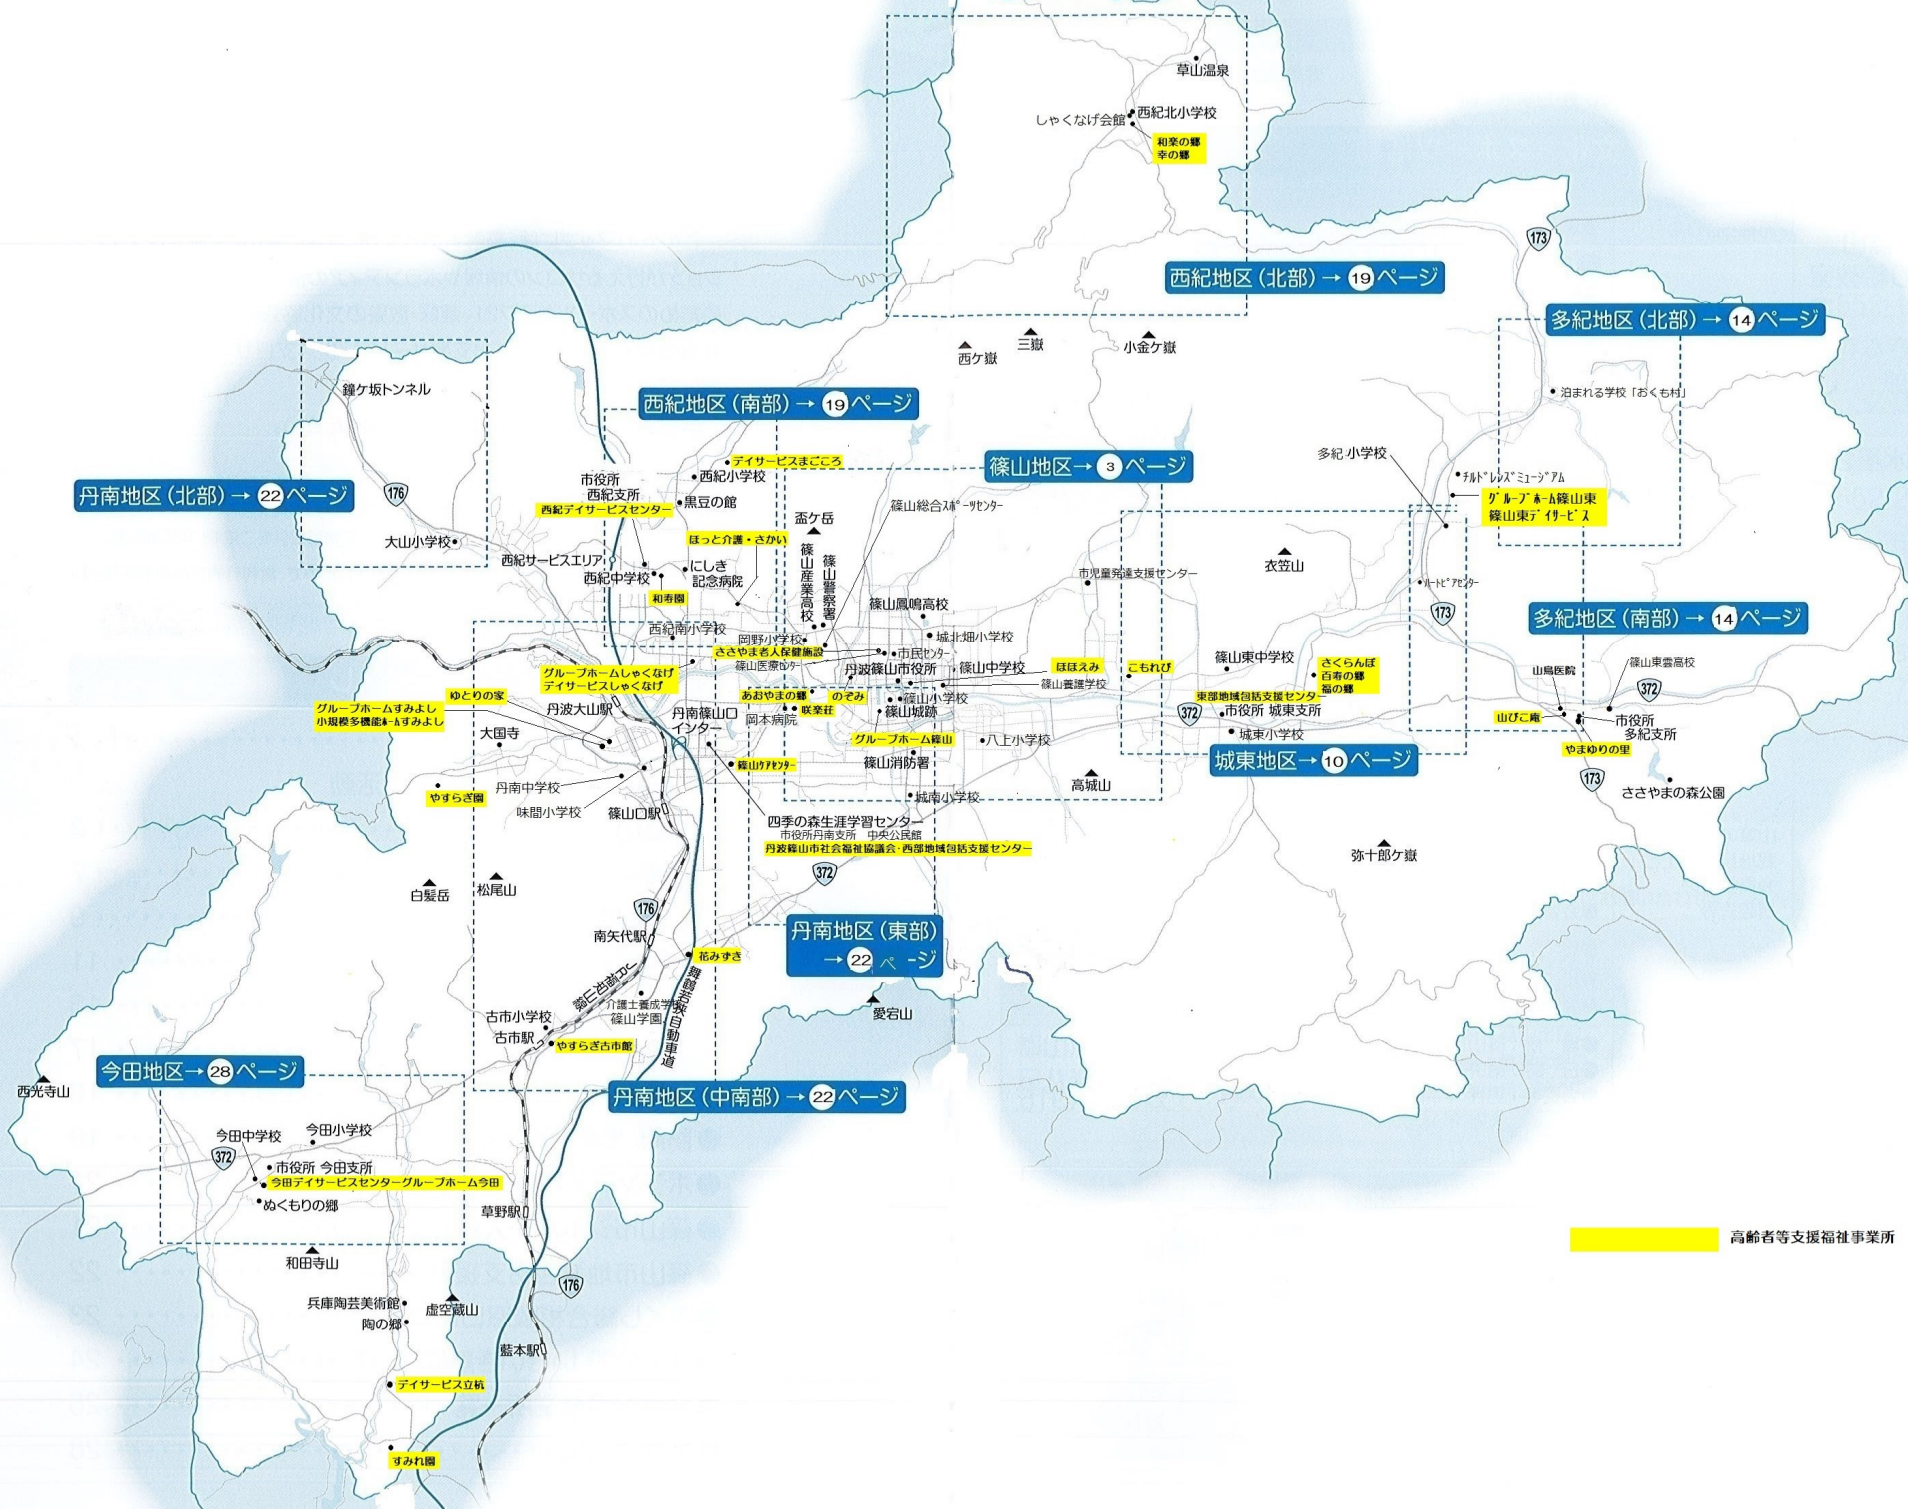 草山温泉
しゃくなげ会館
西紀北小学校
和楽の郷
幸の郷
173
西紀地区(北部)→19ページ
多紀地区(北部)→14ページ
西ケ嶽
三嶽
小金ケ嶽
鐘ケ坂トンネル
泊まれる学校「おくも村」
西紀地区(南部)→19ページ
篠山地区→3ページ
多紀 小学校
デイサービスまごころ
西紀小学校
市役所
西紀支所
西紀デイサービスセンター
黒豆の館
丹南地区(北部)→22ページ
176
チルドレンズミュージアム
グループホーム篠山東
篠山東デイサービス
篠山総合スポーツセンター
盃ケ岳
篠山産業高校
篠山警察署
ほっと介護・さかい
大山小学校
西紀サービスエリア
西紀中学校
にしき
記念病院
和寿園
衣笠山
市児童発達支援センター
ハートピアセンター
173
多紀地区(南部)→14ページ
篠山鳳鳴高校
西紀南小学校
岡野小学校
城北畑小学校
ささやま老人保健施設
市民センター
篠山医療センター
丹波篠山市役所
篠山中学校
ほほえみ
篠山養護学校
こもれび
篠山東中学校
さくらんぼ
百寿の郷
福の郷
山鳥医院
篠山東雲高校
372
グループホームしゃくなげ
デイサービスしゃくなげ
ゆとりの家
グループホームすみよし
小規模多機能ホームすみよし
丹波大山駅
あおやまの郷
のぞみ
咲楽荘
岡本病院
篠山小学校
篠山城跡
東部地域包括支援センター
市役所 城東支所
372
城東小学校
山びこ庵
市役所
多紀支所
やまゆりの里
丹南篠山口
インター
大国寺
グループホーム篠山
八上小学校
篠山消防署
城東地区→10ページ
篠山ケアセンター
173
ささやまの森公園
やすらぎ園
丹南中学校
味間小学校
篠山口駅
城南小学校
高城山
四季の森生涯学習センター
市役所丹南支所 中央公民館
丹波篠山市社会福祉協議会・西部地域包括支援センター
弥十郎ケ嶽
372
白髪岳
松尾山
176
南矢代駅
丹南地区(東部)
→22ページ
花みずき
JR福知山線
舞鶴若狭自動車道
介護士養成学校
篠山学園
愛宕山
古市小学校
古市駅
やすらぎ古市館
今田地区→28ページ
西光寺山
丹南地区(中南部)→22ページ
今田中学校
今田小学校
372
市役所 今田支所
今田デイサービスセンターグループホーム今田
ぬくもりの郷
草野駅
高齢者等支援福祉事業所
和田寺山
176
兵庫陶芸美術館
虚空蔵山
陶の郷
藍本駅
デイサービス立杭
すみれ園